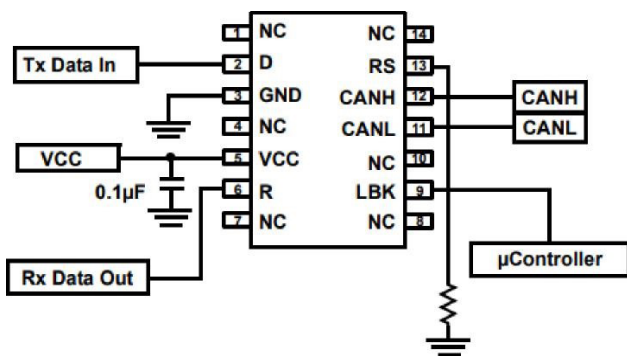 1 NC NC 14
Tx Data In 2 D RS 13
3 GND CANH 12 CANH
4 NC CANL 11 CANL
VCC 5 VCC NC 10
0.1µF 6 R LBK 9
7 NC NC 8
Rx Data Out µController